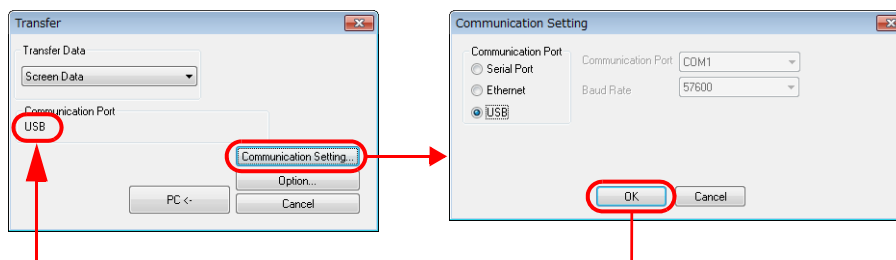 Transfer
Transfer Data
Screen Data
Communication Port
USB
Communication Setting...
Option...
PC <-
Cancel
Communication Setting
Communication Port
Serial Port
Ethernet
USB
Communication Port
COM1
Baud Rate
57600
OK
Cancel